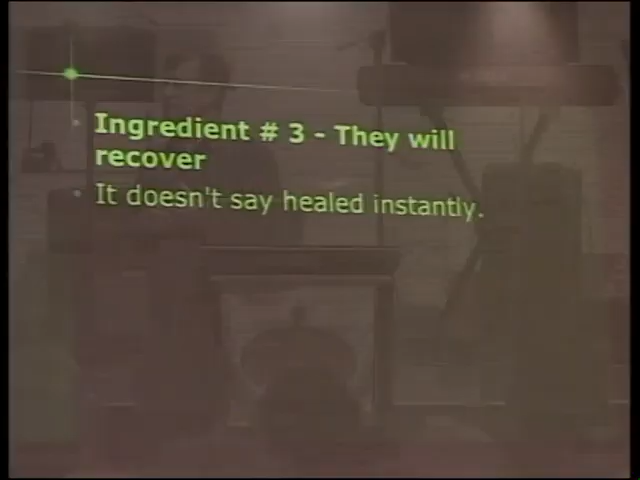 Ingredient # 3 - They will
recover
It doesn't say healed instantly.